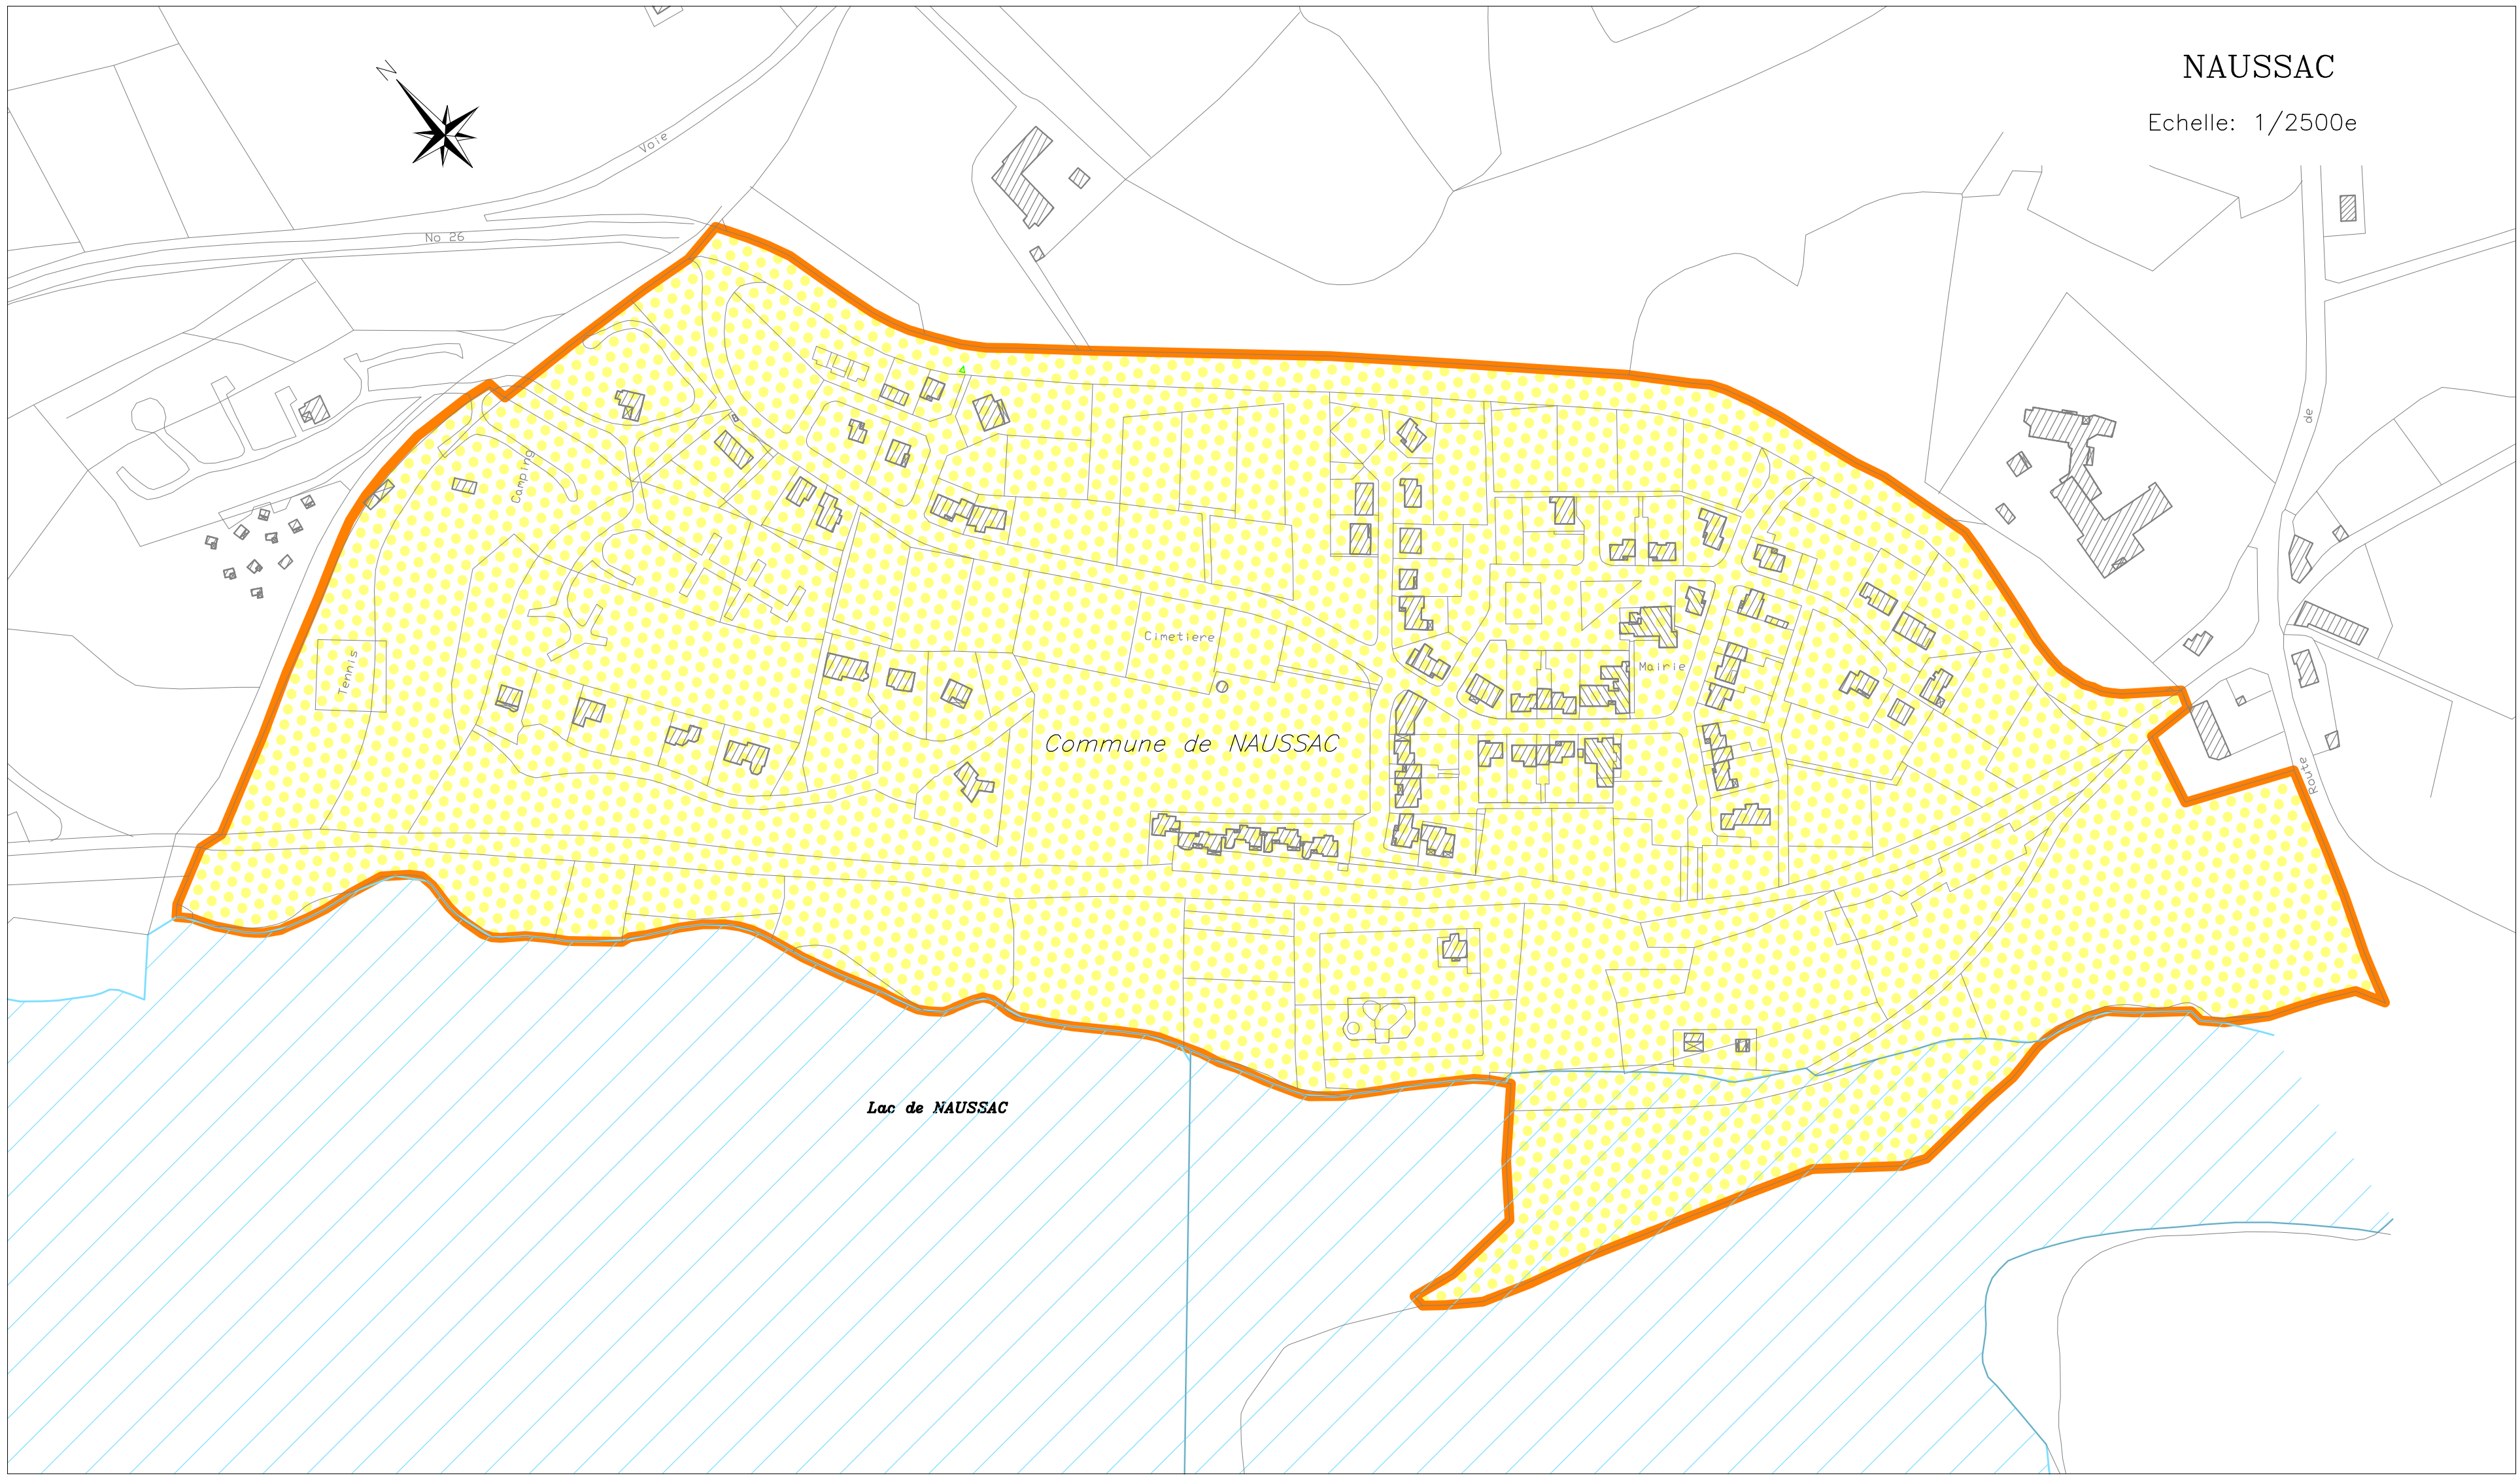 NAUSSAC
Echelle: 1/2500e
N
Voie
No 26
de
Camping
Cimetiere
Mairie
Tennis
Commune de NAUSSAC
Route
Lac de NAUSSAC